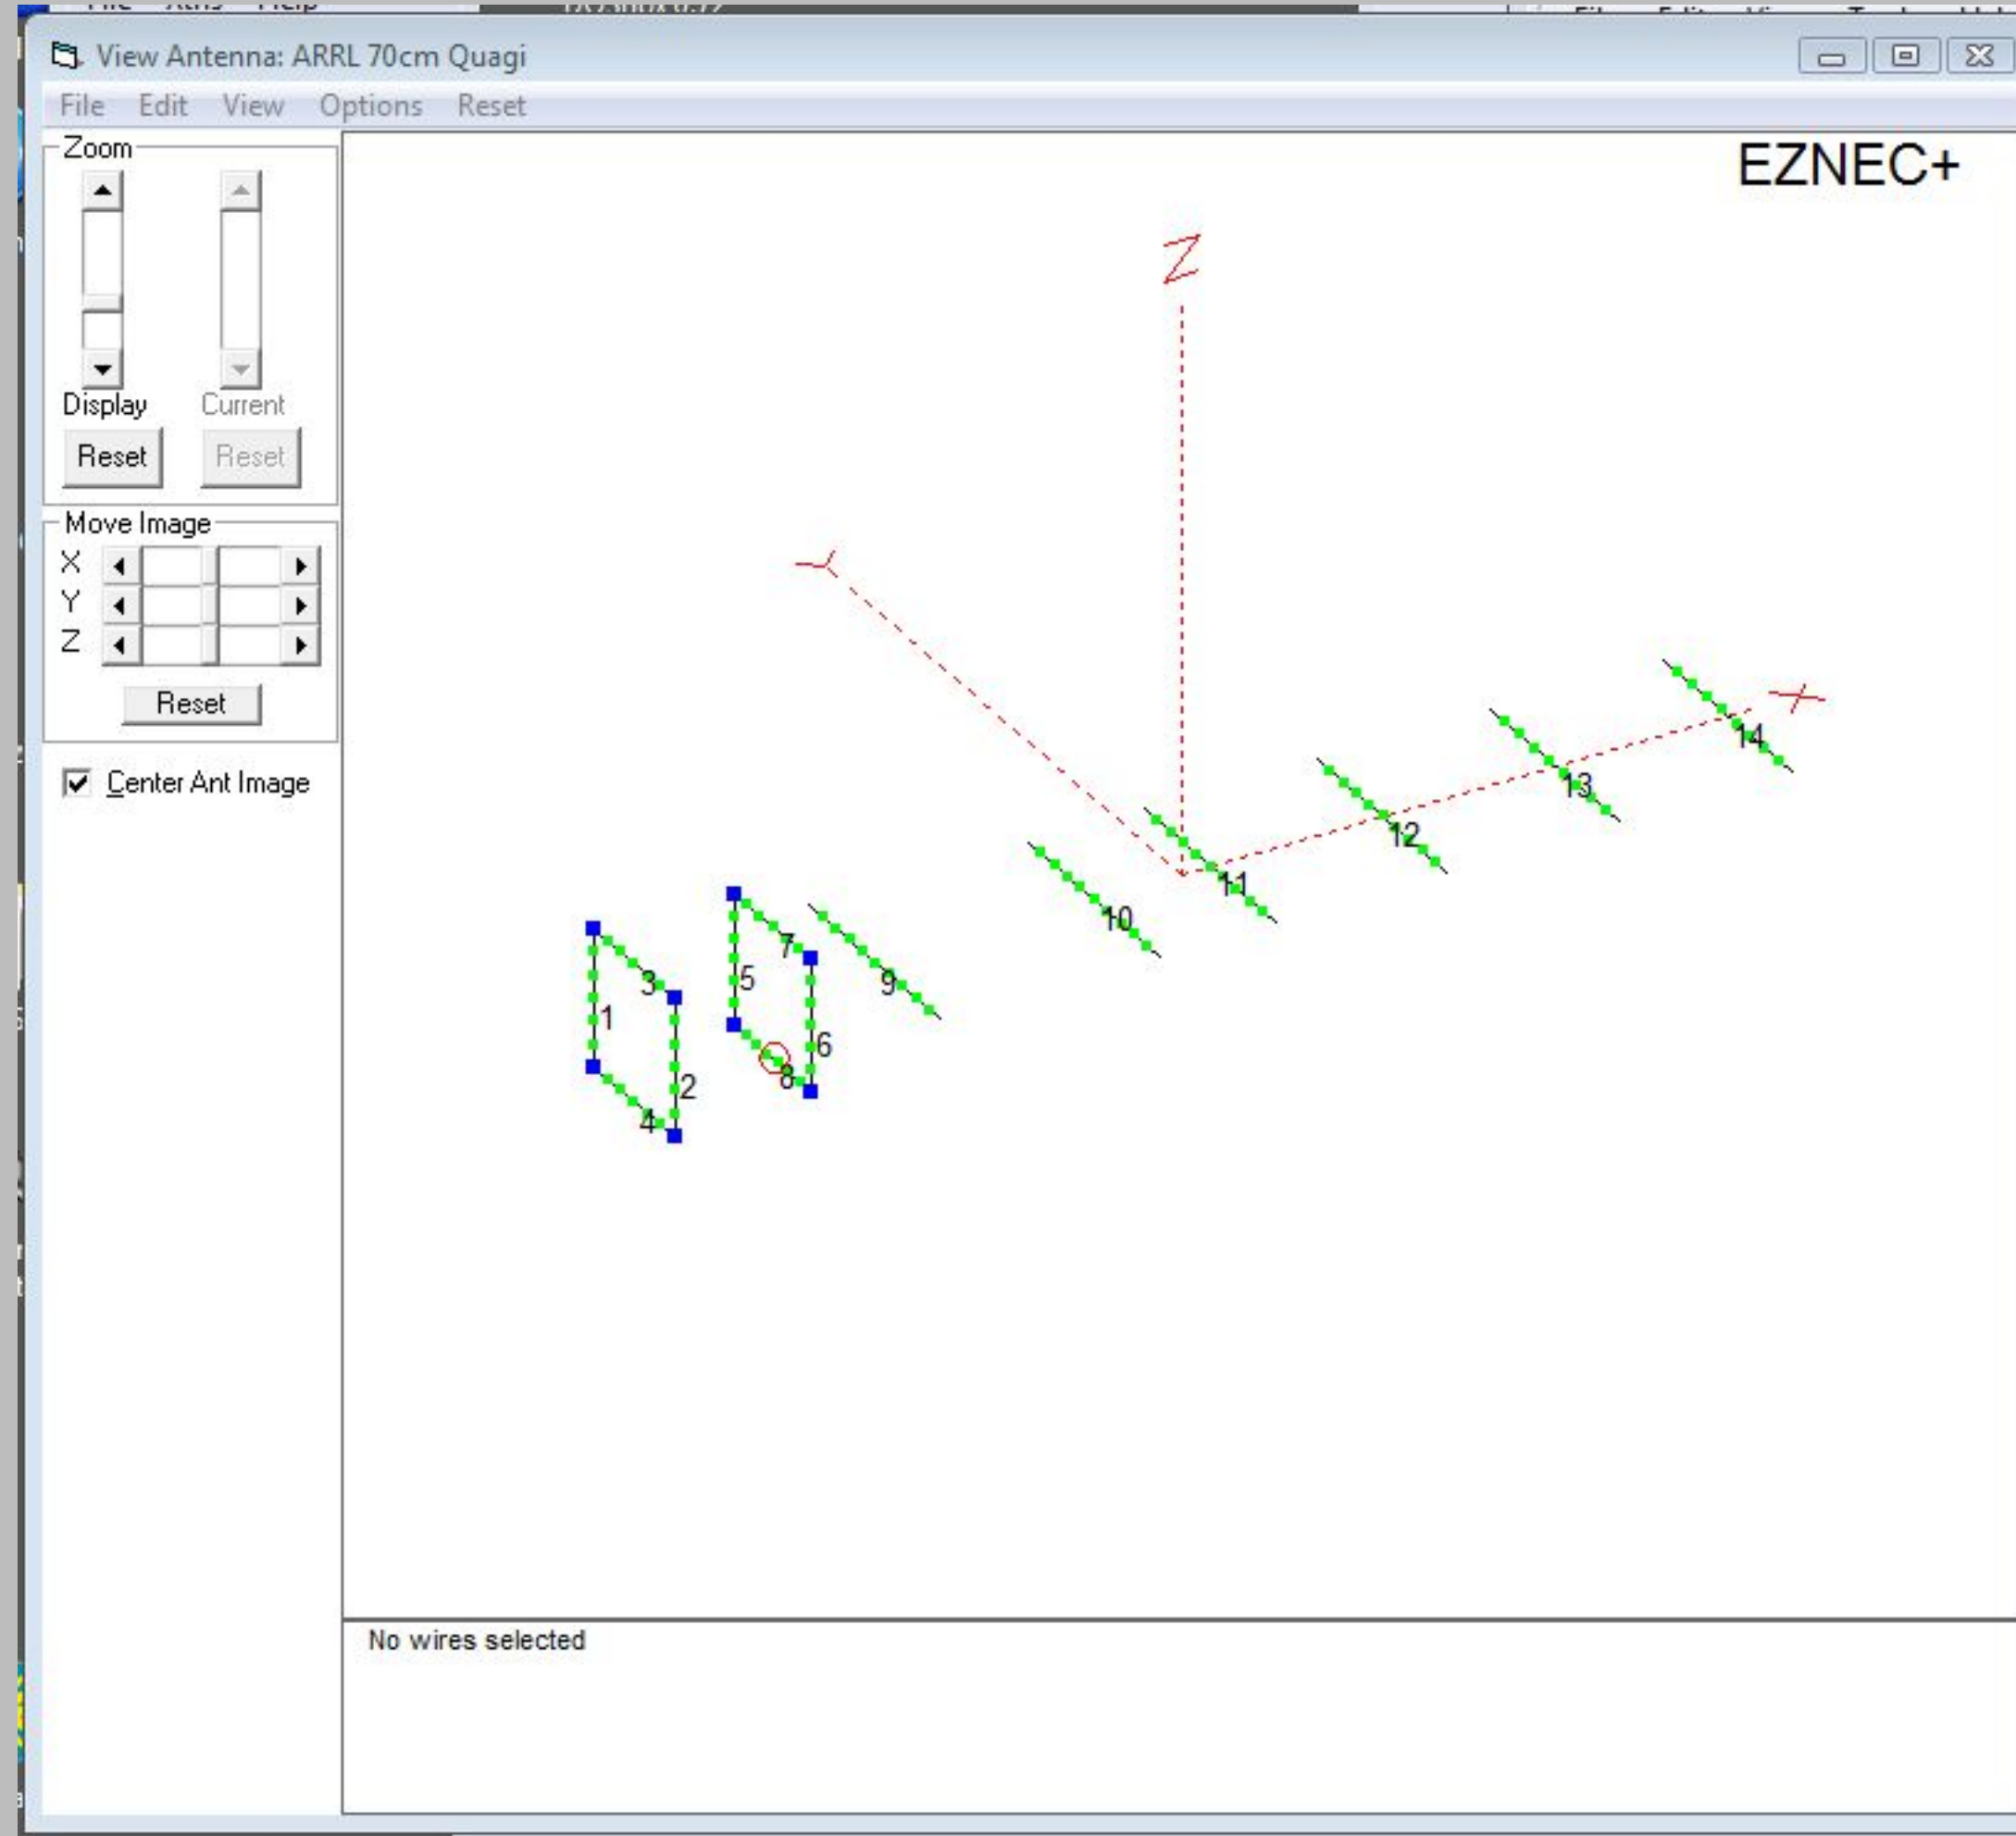 View Antenna: ARRL 70cm Quagi
File Edit View Options Reset
Zoom
Display Current
Reset Reset
Move Image
X
Y
Z
Reset
Center Ant Image
EZNEC+
Z
Y
X
14
13
12
11
10
9
7
5
3
1
6
8
2
4
No wires selected